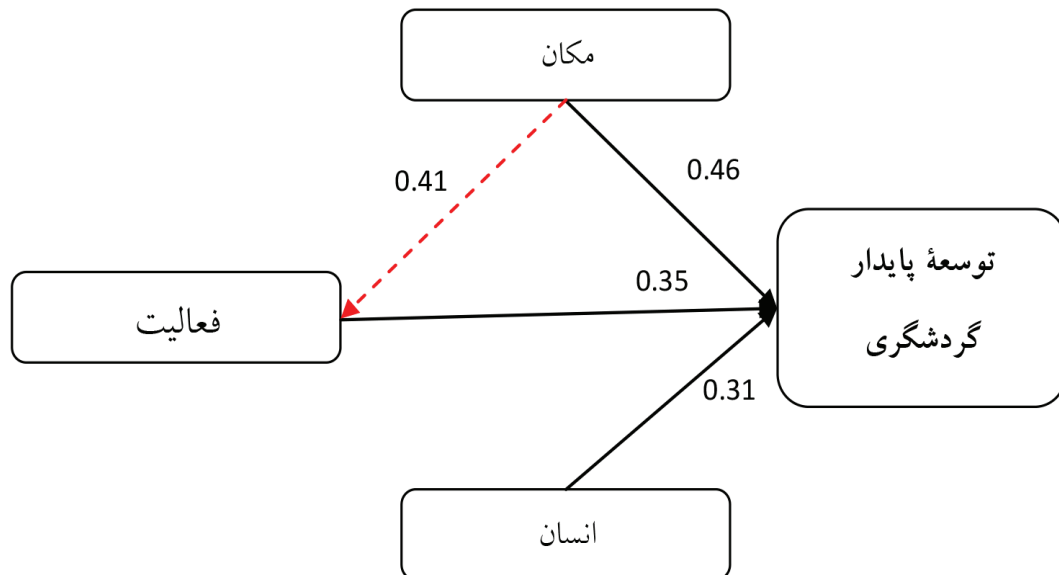 مکان
0.41
0.46
توسعهٔ پایدار
گردشگری
0.35
فعالیت
0.31
انسان